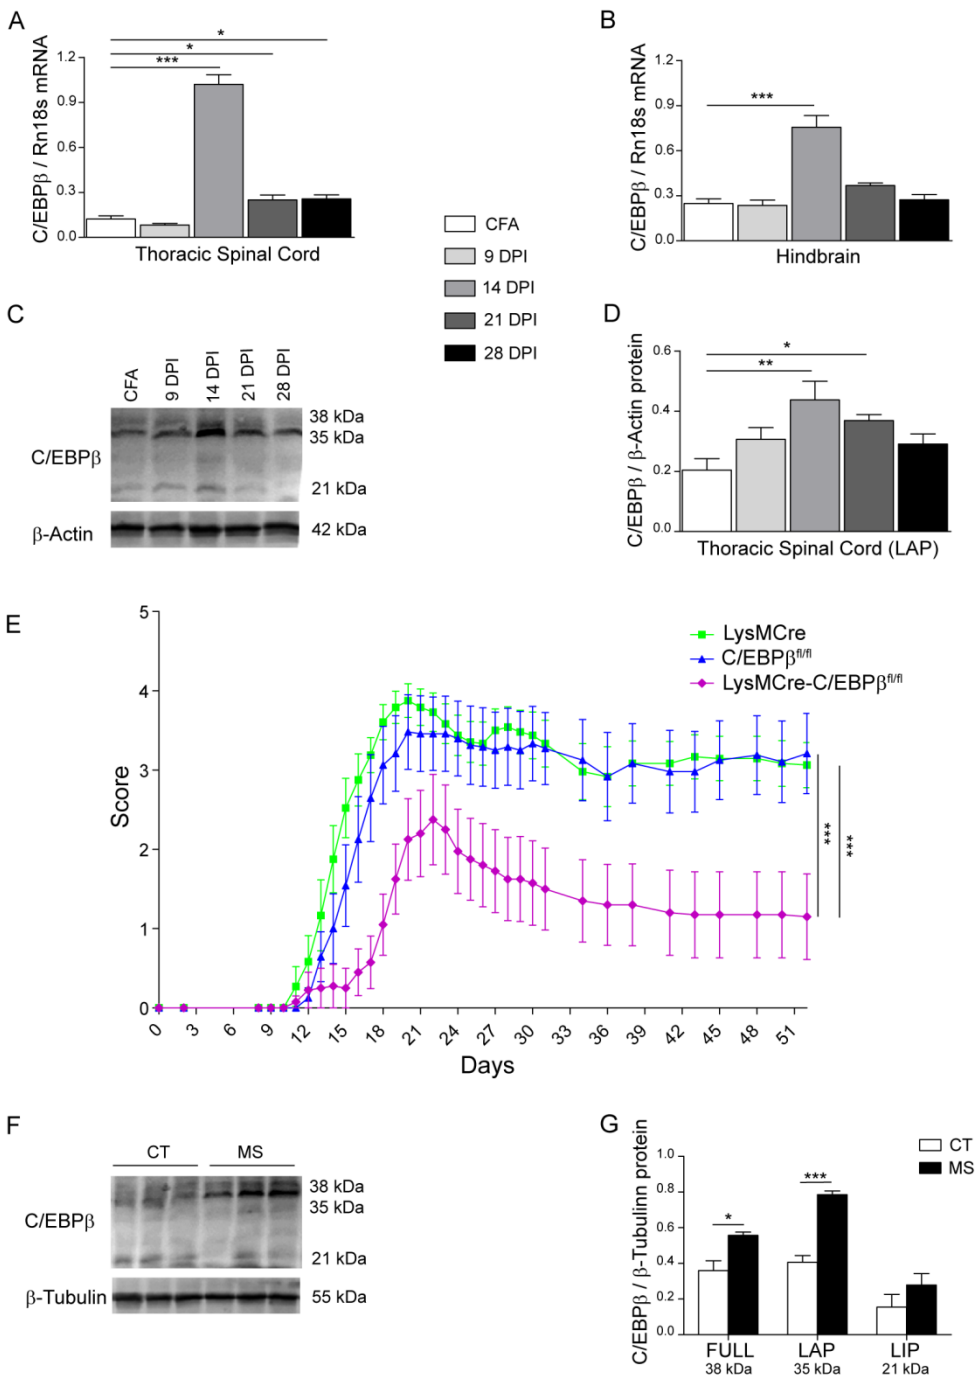 A
C/EBPβ / Rn18s mRNA
1.2
0.9
0.6
0.3
0.0
*
*
***
Thoracic Spinal Cord
B
C/EBPβ / Rn18s mRNA
1.2
0.9
0.6
0.3
0.0
***
Hindbrain
CFA
9 DPI
14 DPI
21 DPI
28 DPI
C
CFA
9 DPI
14 DPI
21 DPI
28 DPI
C/EBPβ
38 kDa
35 kDa
21 kDa
β-Actin
42 kDa
D
C/EBPβ / β-Actin protein
0.6
0.4
0.2
0.0
*
**
Thoracic Spinal Cord (LAP)
E
Score
5
4
3
2
1
0
LysMCre
C/EBPβfl/fl
LysMCre-C/EBPβfl/fl
***
***
0 3 6 9 12 15 18 21 24 27 30 33 36 39 42 45 48 51
Days
F
CT MS
C/EBPβ
38 kDa
35 kDa
21 kDa
β-Tubulin
55 kDa
G
CT
MS
C/EBPβ / β-Tubulinn protein
1.0
0.8
0.6
0.4
0.2
0.0
*
***
FULL LAP LIP
38 kDa 35 kDa 21 kDa